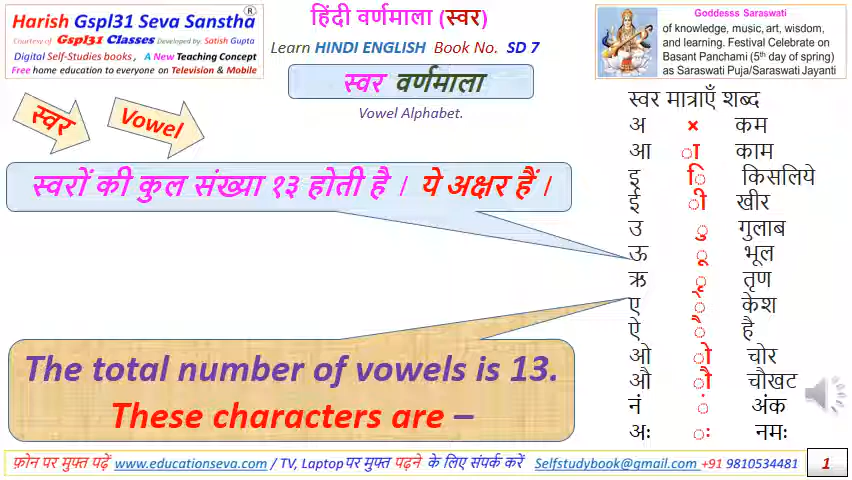 Harish Gspl31 Seva Sanstha®
Courtesy of Gspl31 Classes Developed by. Satish Gupta
Digital Self-Studies books, A New Teaching Concept
Free home education to everyone on Television & Mobile
हिंदी वर्णमाला (स्वर)
Learn HINDI ENGLISH Book No. SD 7
स्वर वर्णमाला
Vowel Alphabet.
Goddesss Saraswati
of knowledge, music, art, wisdom,
and learning. Festival Celebrate on
Basant Panchami (5th day of spring)
as Saraswati Puja/Saraswati Jayanti
स्वर
Vowel
स्वरों की कुल संख्या १३ होती है। ये अक्षर हैं।
The total number of vowels is 13.
These characters are –
स्वर मात्राएँ शब्द
अ × कम
आ ा काम
इ ि किसलिये
ई ी खीर
उ ु गुलाब
ऊ ू भूल
ऋ ृ तृण
ए े केश
ऐ ै है
ओ ो चोर
औ ौ चौखट
नं ं अंक
अः ः नमः
फ़ोन पर मुफ्त पढ़ें www.educationseva.com / TV, Laptop पर मुफ्त पढ़ने के लिए संपर्क करें Selfstudybook@gmail.com +91 9810534481
1